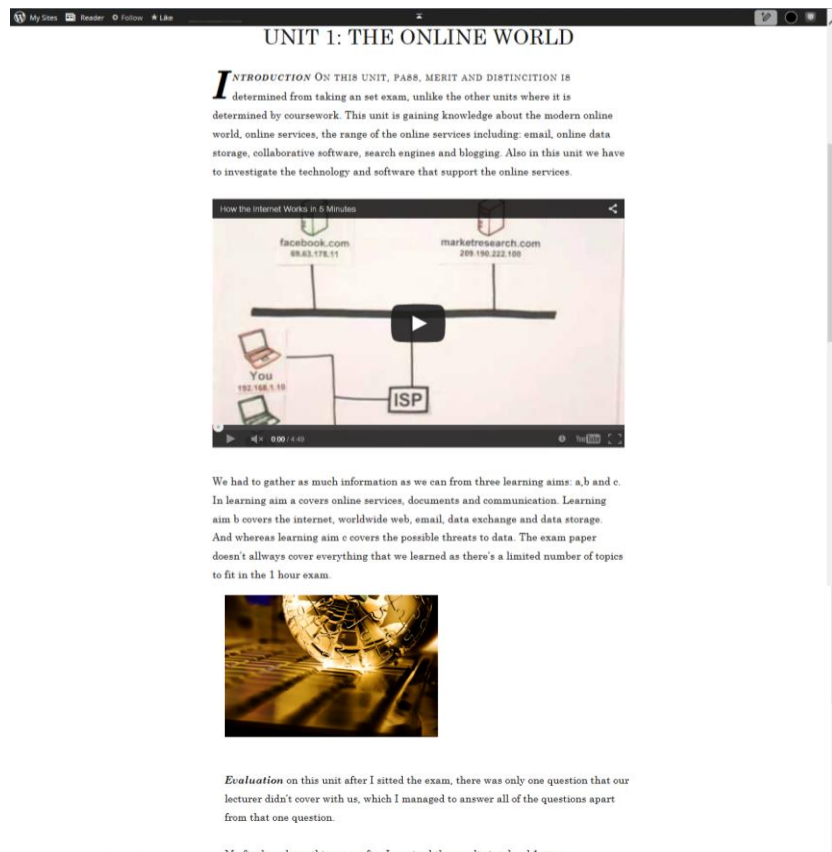 My Sites Reader Follow Like
UNIT 1: THE ONLINE WORLD
INTRODUCTION ON THIS UNIT, PASS, MERIT AND DISTINCITION IS
determined from taking an set exam, unlike the other units where it is
determined by coursework. This unit is gaining knowledge about the modern online
world, online services, the range of the online services including: email, online data
storage, collaborative software, search engines and blogging. Also in this unit we have
to investigate the technology and software that support the online services.
How the Internet Works in 5 Minutes
facebook.com marketresearch.com
69.63.178.11 209.190.222.100
You
192.168.1.10
ISP
0:00 / 4:49 YouTube
We had to gather as much information as we can from three learning aims: a,b and c.
In learning aim a covers online services, documents and communication. Learning
aim b covers the internet, worldwide web, email, data exchange and data storage.
And whereas learning aim c covers the possible threats to data. The exam paper
doesn't allways cover everything that we learned as there's a limited number of topics
to fit in the 1 hour exam.
Evaluation on this unit after I sitted the exam, there was only one question that our
lecturer didn't cover with us, which I managed to answer all of the questions apart
from that one question.